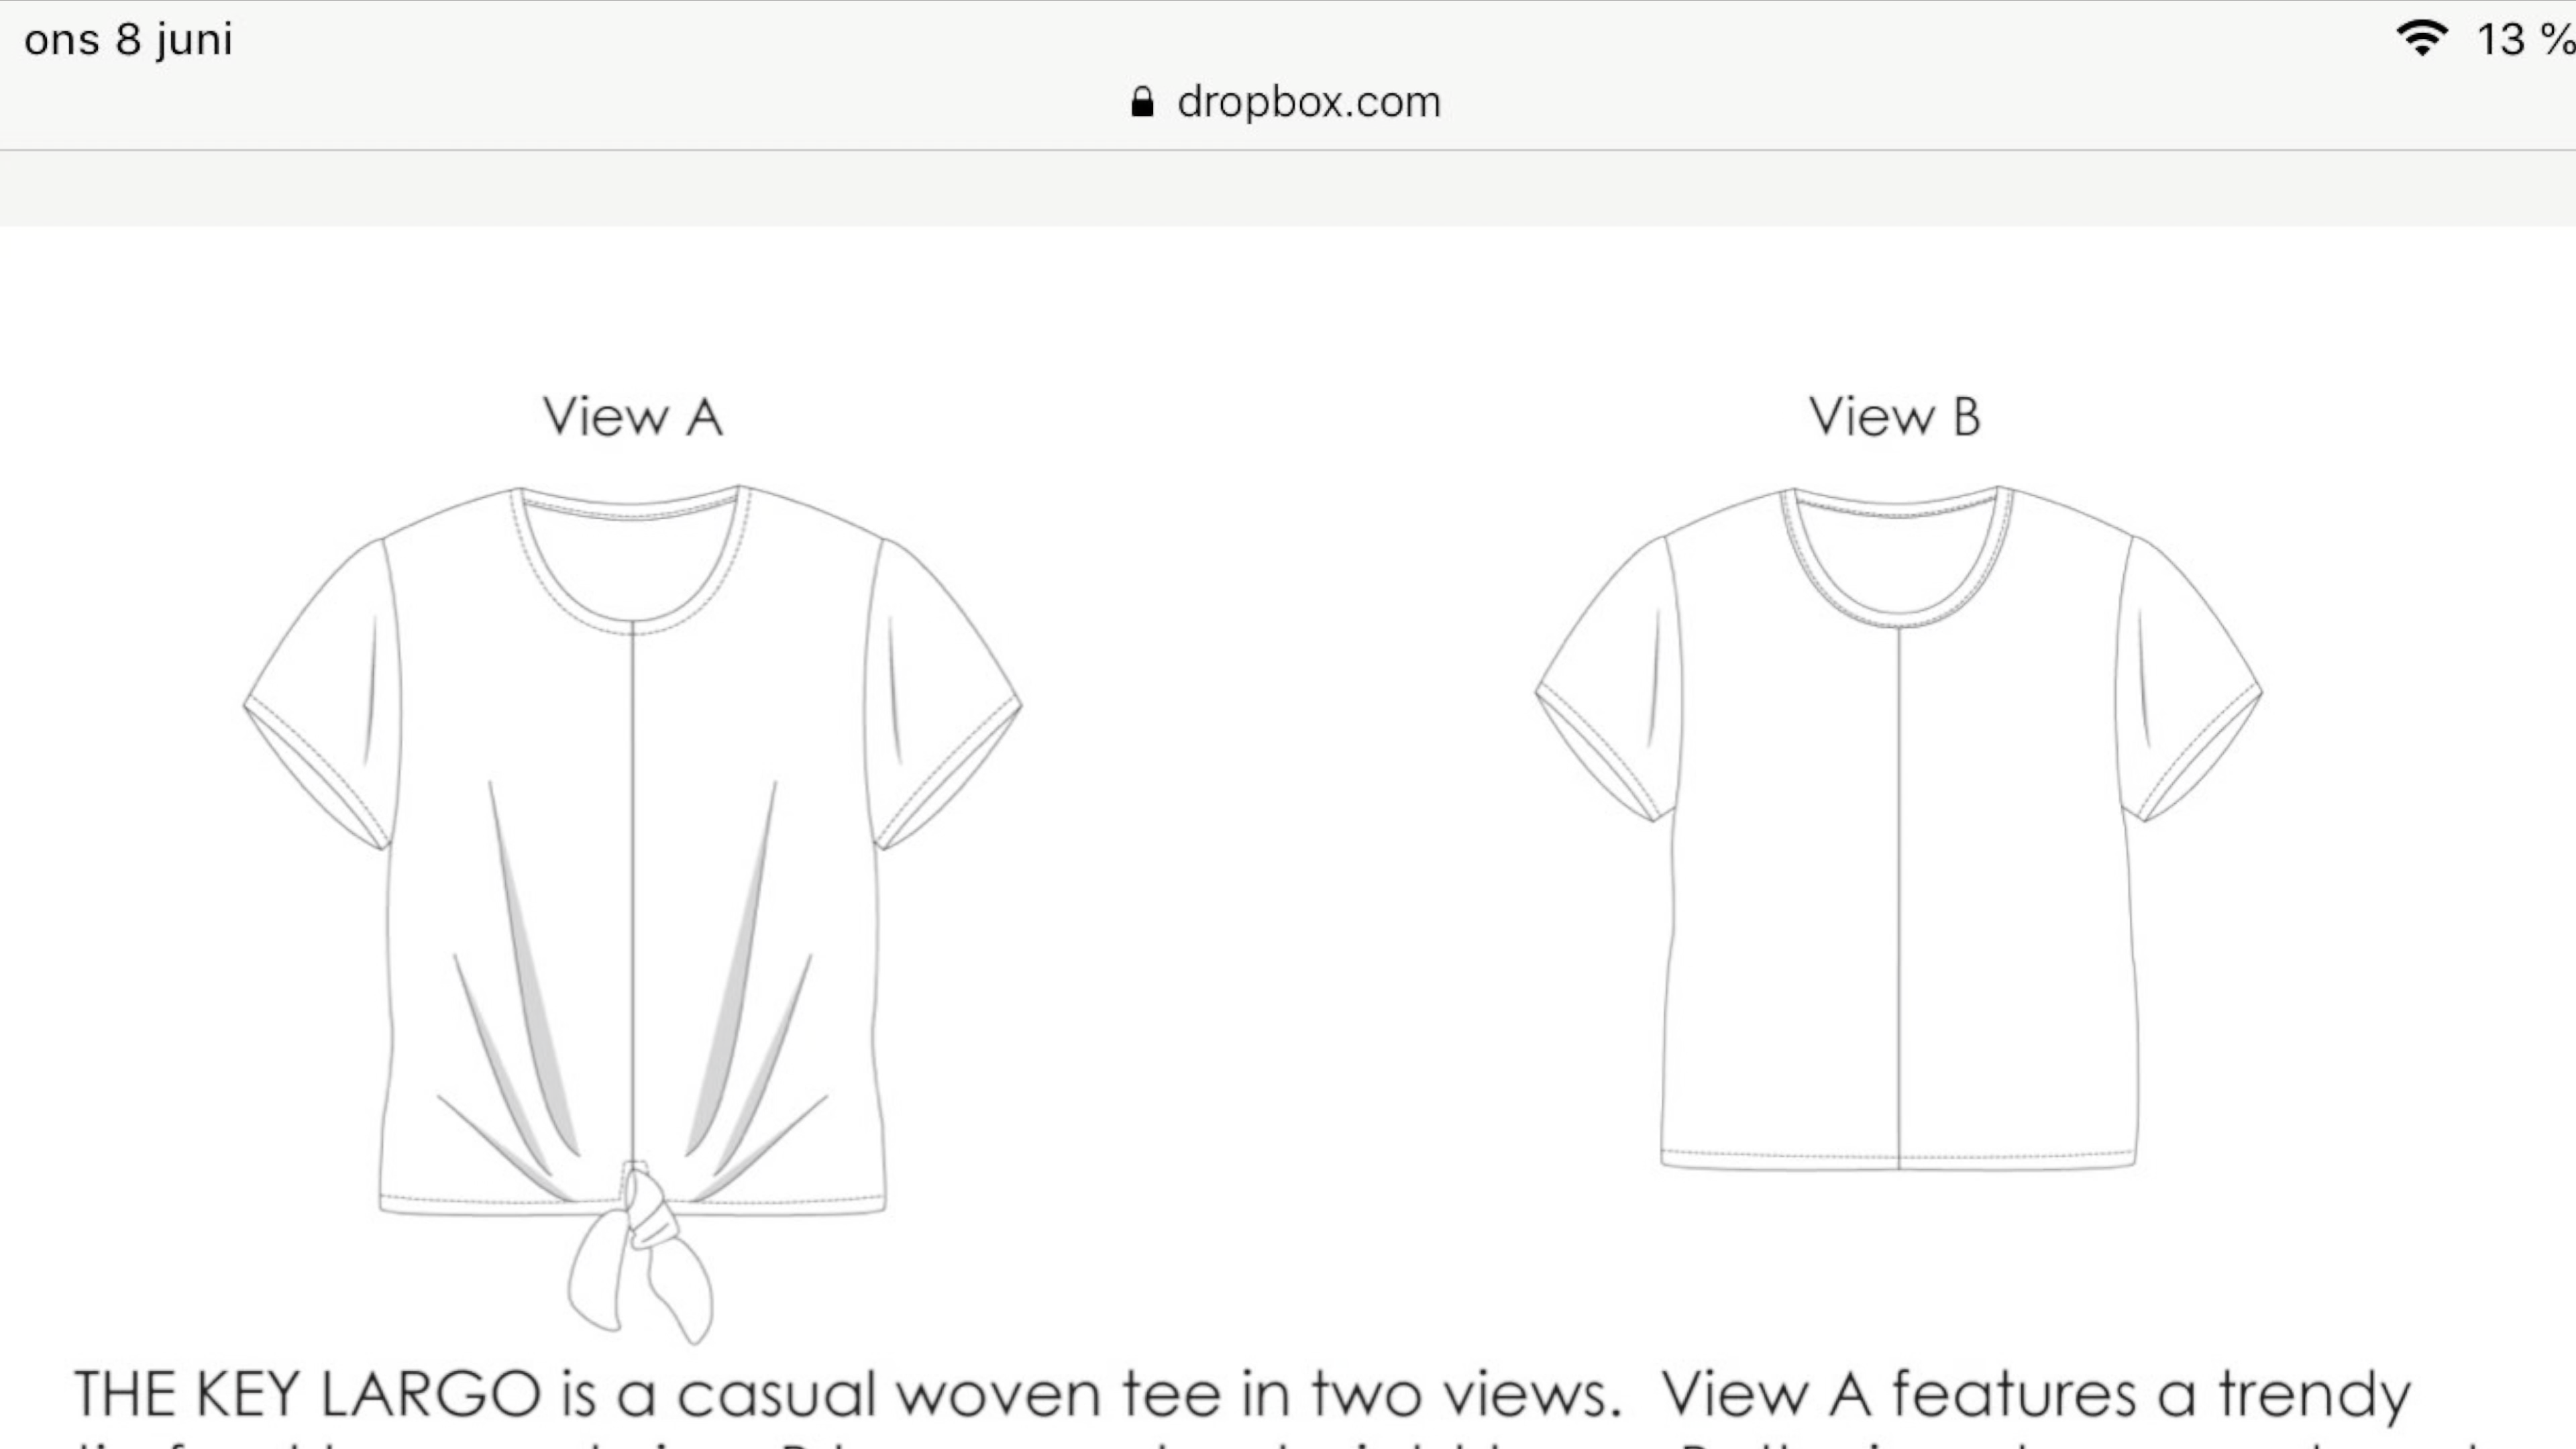 ons 8 juni
13 %
dropbox.com
View A
View B
THE KEY LARGO is a casual woven tee in two views. View A features a trendy